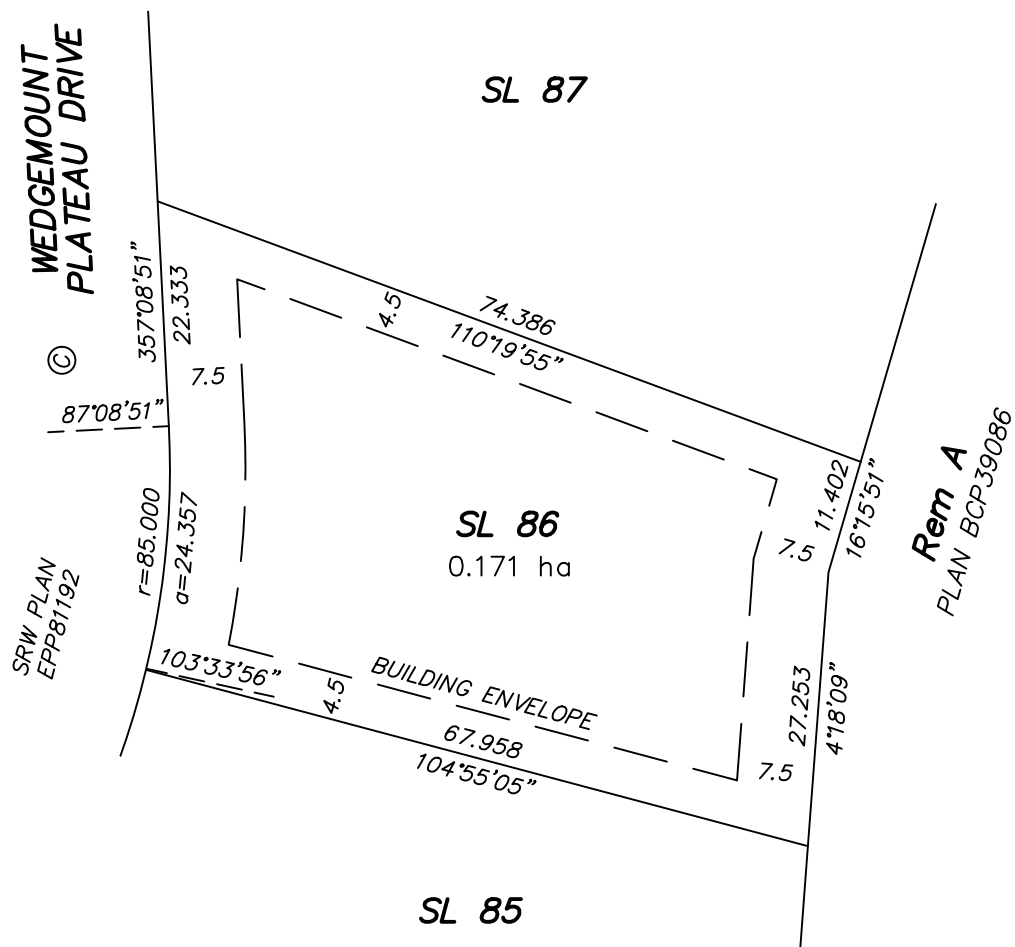 SL 87
WEDGEMOUNT
PLATEAU DRIVE
©
357°08'51"
22.333
74.386
110°19'55"
4.5
7.5
87°08'51"
11.402
16°15'51"
7.5
Rem A
PLAN BCP39086
SL 86
0.171 ha
r=85.000
a=24.357
SRW PLAN
EPP81192
103°33'56"
4.5
BUILDING ENVELOPE
67.958
104°55'05"
27.253
4°18'09"
7.5
SL 85